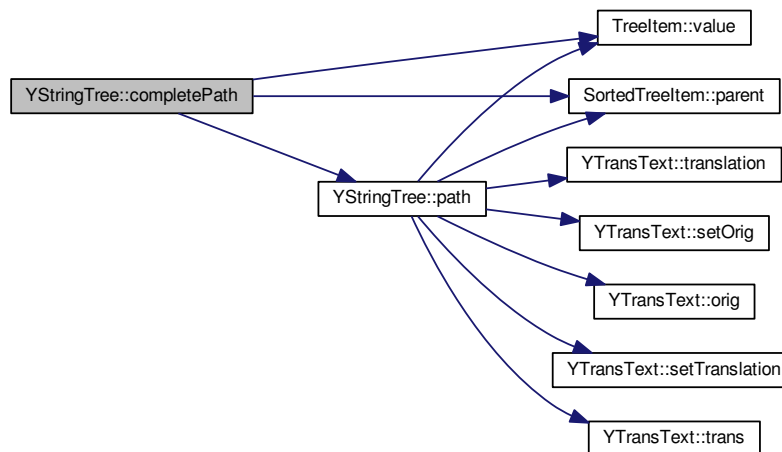 TreeItem::value
YStringTree::completePath
SortedTreeItem::parent
YTransText::translation
YStringTree::path
YTransText::setOrig
YTransText::orig
YTransText::setTranslation
YTransText::trans